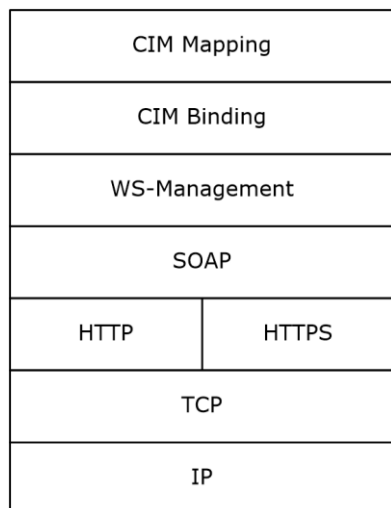 CIM Mapping
CIM Binding
WS-Management
SOAP
HTTP HTTPS
TCP
IP